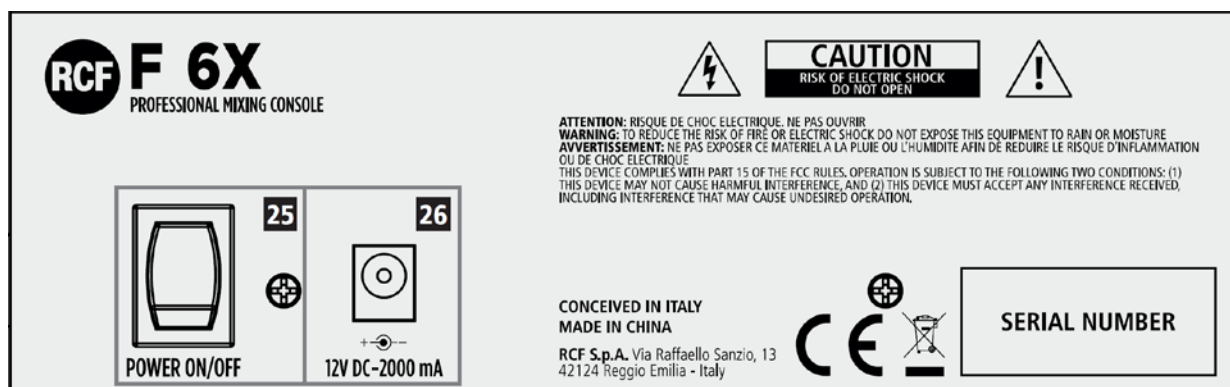 RCF F 6X
PROFESSIONAL MIXING CONSOLE
CAUTION
RISK OF ELECTRIC SHOCK
DO NOT OPEN
ATTENTION: RISQUE DE CHOC ELECTRIQUE. NE PAS OUVRIR
WARNING: TO REDUCE THE RISK OF FIRE OR ELECTRIC SHOCK DO NOT EXPOSE THIS EQUIPMENT TO RAIN OR MOISTURE
AVERTISSEMENT: NE PAS EXPOSER CE MATERIEL A LA PLUIE OU L'HUMIDITE AFIN DE REDUIRE LE RISQUE D'INFLAMMATION
OU DE CHOC ELECTRIQUE
THIS DEVICE COMPLIES WITH PART 15 OF THE FCC RULES. OPERATION IS SUBJECT TO THE FOLLOWING TWO CONDITIONS: (1)
THIS DEVICE MAY NOT CAUSE HARMFUL INTERFERENCE, AND (2) THIS DEVICE MUST ACCEPT ANY INTERFERENCE RECEIVED,
INCLUDING INTERFERENCE THAT MAY CAUSE UNDESIRED OPERATION.
25
26
POWER ON/OFF
12V DC-2000 mA
CONCEIVED IN ITALY
MADE IN CHINA
RCF S.p.A. Via Raffaello Sanzio, 13
42124 Reggio Emilia - Italy
CE
SERIAL NUMBER